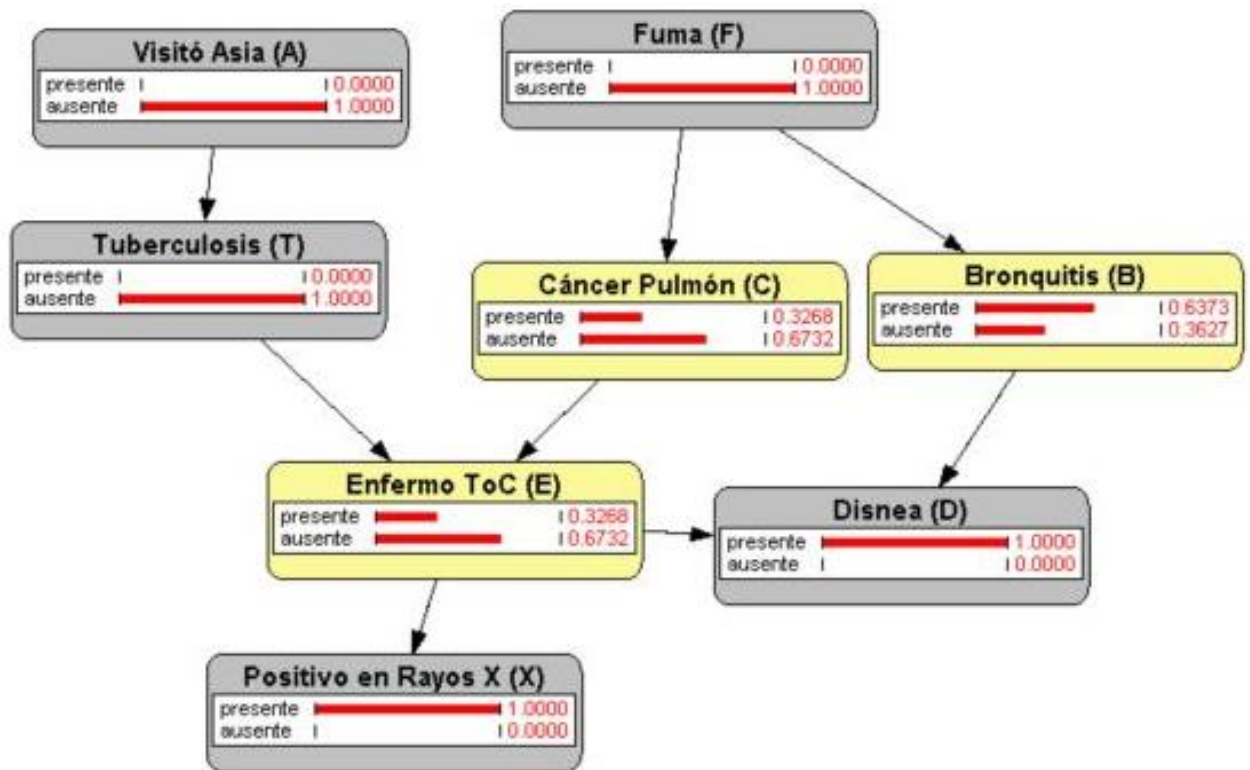 Visitó Asia (A)
presente 0.0000
ausente 1.0000
Fuma (F)
presente 0.0000
ausente 1.0000
Tuberculosis (T)
presente 0.0000
ausente 1.0000
Cáncer Pulmón (C)
presente 0.3268
ausente 0.6732
Bronquitis (B)
presente 0.6373
ausente 0.3627
Enfermo ToC (E)
presente 0.3268
ausente 0.6732
Disnea (D)
presente 1.0000
ausente 0.0000
Positivo en Rayos X (X)
presente 1.0000
ausente 0.0000